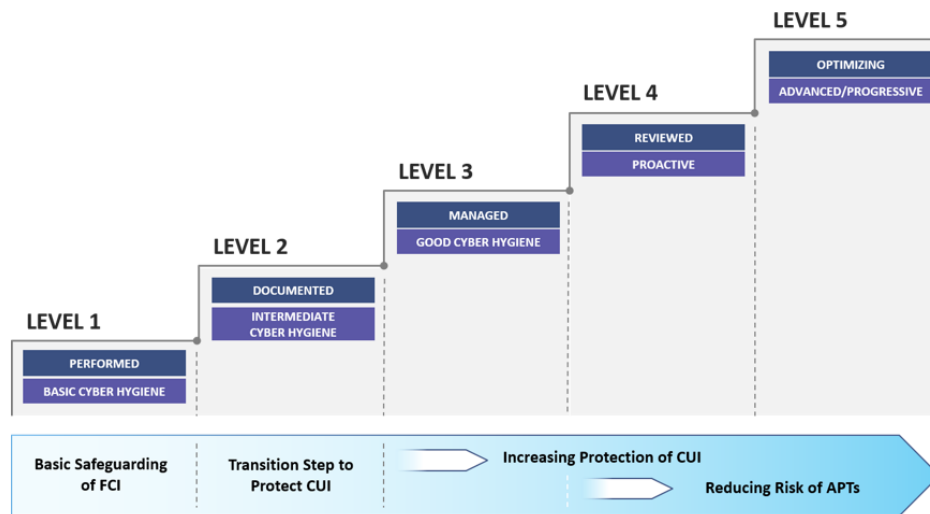 LEVEL 5
OPTIMIZING
ADVANCED/PROGRESSIVE
LEVEL 4
REVIEWED
PROACTIVE
LEVEL 3
MANAGED
GOOD CYBER HYGIENE
LEVEL 2
DOCUMENTED
INTERMEDIATE
CYBER HYGIENE
LEVEL 1
PERFORMED
BASIC CYBER HYGIENE
Basic Safeguarding
of FCI
Transition Step to
Protect CUI
Increasing Protection of CUI
Reducing Risk of APTs